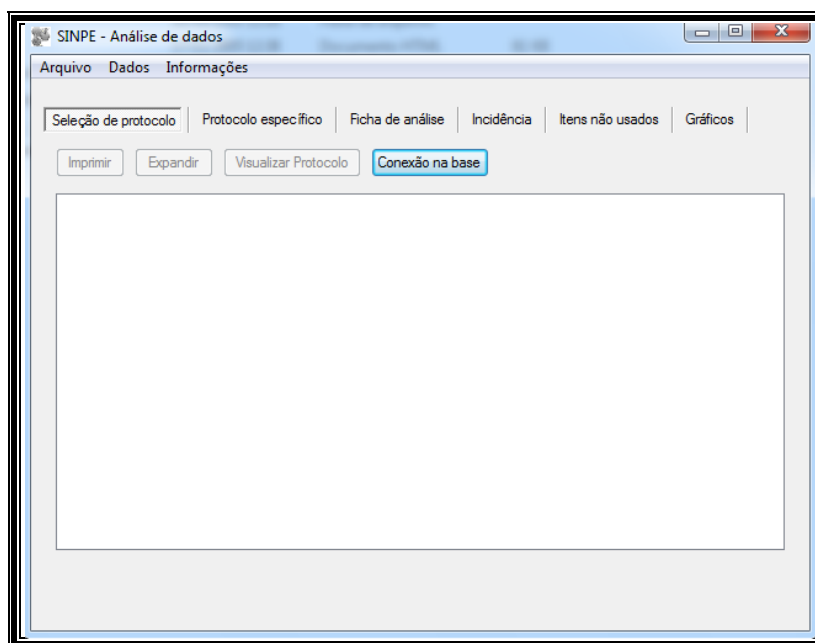 SINPE - Análise de dados
Arquivo Dados Informações
Seleção de protocolo Protocolo específico Ficha de análise Incidência Itens não usados Gráficos
Imprimir Expandir Visualizar Protocolo Conexão na base